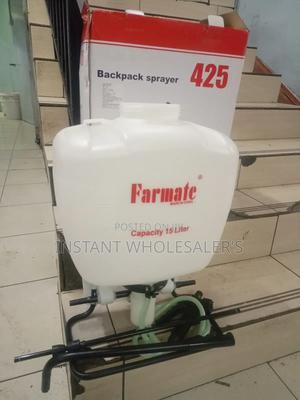 Backpack sprayer 425
Farmate ®
Capacity 15 Liter
POSTED ON
INSTANT WHOLESALER'S